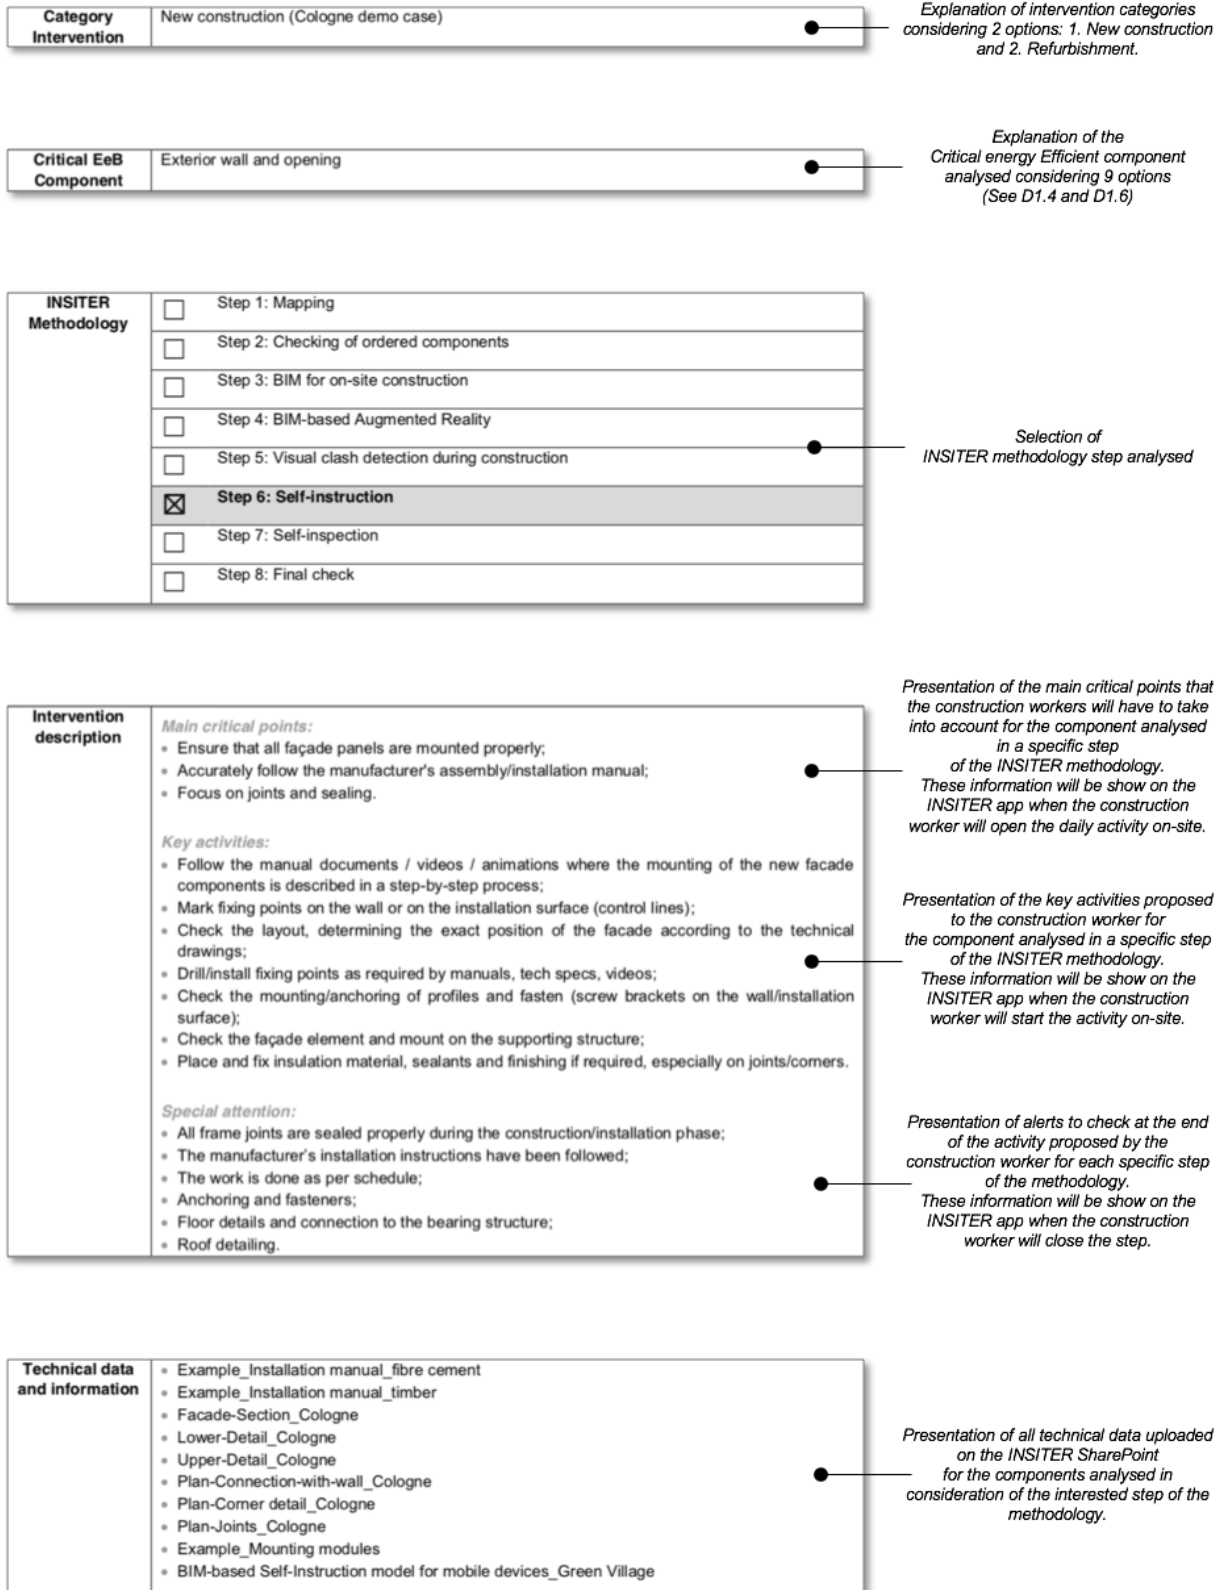 Category
Intervention
New construction (Cologne demo case)
Explanation of intervention categories
considering 2 options: 1. New construction
and 2. Refurbishment.
Critical EeB
Component
Exterior wall and opening
Explanation of the
Critical energy Efficient component
analysed considering 9 options
(See D1.4 and D1.6)
INSITER
Methodology
Step 1: Mapping
Step 2: Checking of ordered components
Step 3: BIM for on-site construction
Step 4: BIM-based Augmented Reality
Step 5: Visual clash detection during construction
Step 6: Self-instruction
Step 7: Self-inspection
Step 8: Final check
Selection of
INSITER methodology step analysed
Intervention
description
Main critical points:
• Ensure that all façade panels are mounted properly;
• Accurately follow the manufacturer's assembly/installation manual;
• Focus on joints and sealing.
Key activities:
• Follow the manual documents / videos / animations where the mounting of the new facade
components is described in a step-by-step process;
• Mark fixing points on the wall or on the installation surface (control lines);
• Check the layout, determining the exact position of the facade according to the technical
drawings;
• Drill/install fixing points as required by manuals, tech specs, videos;
• Check the mounting/anchoring of profiles and fasten (screw brackets on the wall/installation
surface);
• Check the façade element and mount on the supporting structure;
• Place and fix insulation material, sealants and finishing if required, especially on joints/corners.
Special attention:
• All frame joints are sealed properly during the construction/installation phase;
• The manufacturer's installation instructions have been followed;
• The work is done as per schedule;
• Anchoring and fasteners;
• Floor details and connection to the bearing structure;
• Roof detailing.
Presentation of the main critical points that
the construction workers will have to take
into account for the component analysed
in a specific step
of the INSITER methodology.
These information will be show on the
INSITER app when the construction
worker will open the daily activity on-site.
Presentation of the key activities proposed
to the construction worker for
the component analysed in a specific step
of the INSITER methodology.
These information will be show on the
INSITER app when the construction
worker will start the activity on-site.
Presentation of alerts to check at the end
of the activity proposed by the
construction worker for each specific step
of the methodology.
These information will be show on the
INSITER app when the construction
worker will close the step.
Technical data
and information
• Example_Installation manual_fibre cement
• Example_Installation manual_timber
• Facade-Section_Cologne
• Lower-Detail_Cologne
• Upper-Detail_Cologne
• Plan-Connection-with-wall_Cologne
• Plan-Corner detail_Cologne
• Plan-Joints_Cologne
• Example_Mounting modules
• BIM-based Self-Instruction model for mobile devices_Green Village
Presentation of all technical data uploaded
on the INSITER SharePoint
for the components analysed in
consideration of the interested step of the
methodology.